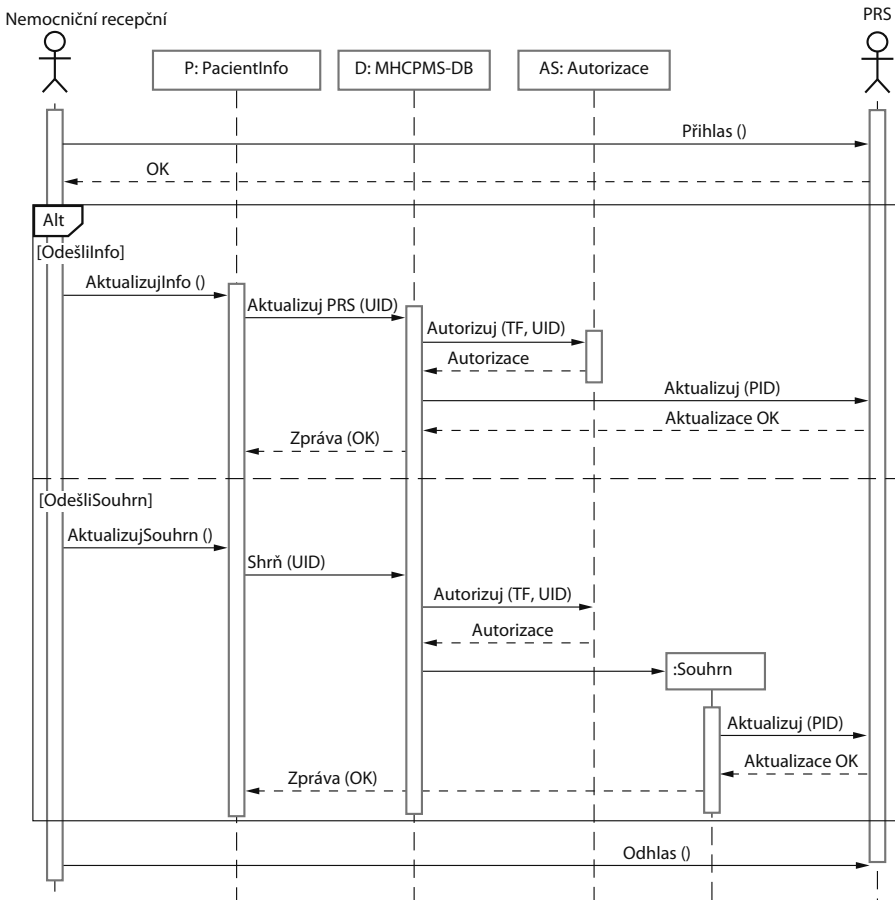 Nemocniční recepční
PRS
P: PacientInfo
D: MHCPMS-DB
AS: Autorizace
Přihlas ()
OK
Alt
[OdešliInfo]
AktualizujInfo ()
Aktualizuj PRS (UID)
Autorizuj (TF, UID)
Autorizace
Aktualizuj (PID)
Aktualizace OK
Zpráva (OK)
[OdešliSouhrn]
AktualizujSouhrn ()
Shrň (UID)
Autorizuj (TF, UID)
Autorizace
:Souhrn
Aktualizuj (PID)
Aktualizace OK
Zpráva (OK)
Odhlas ()